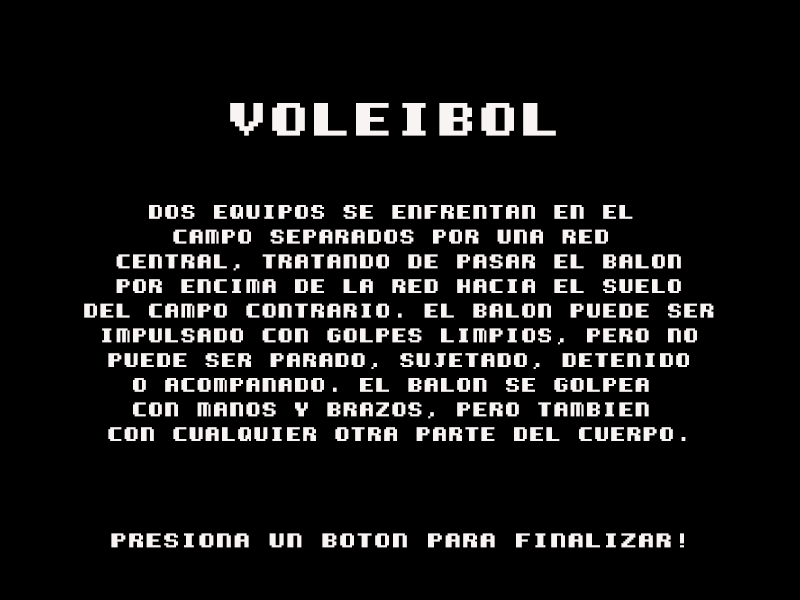 VOLEIBOL
DOS EQUIPOS SE ENFRENTAN EN EL
CAMPO SEPARADOS POR UNA RED
CENTRAL, TRATANDO DE PASAR EL BALON
POR ENCIMA DE LA RED HACIA EL SUELO
DEL CAMPO CONTRARIO. EL BALON PUEDE SER
IMPULSADO CON GOLPES LIMPIOS, PERO NO
PUEDE SER PARADO, SUJETADO, DETENIDO
O ACOMPANADO. EL BALON SE GOLPEA
CON MANOS Y BRAZOS, PERO TAMBIEN
CON CUALQUIER OTRA PARTE DEL CUERPO.
PRESIONA UN BOTON PARA FINALIZAR!